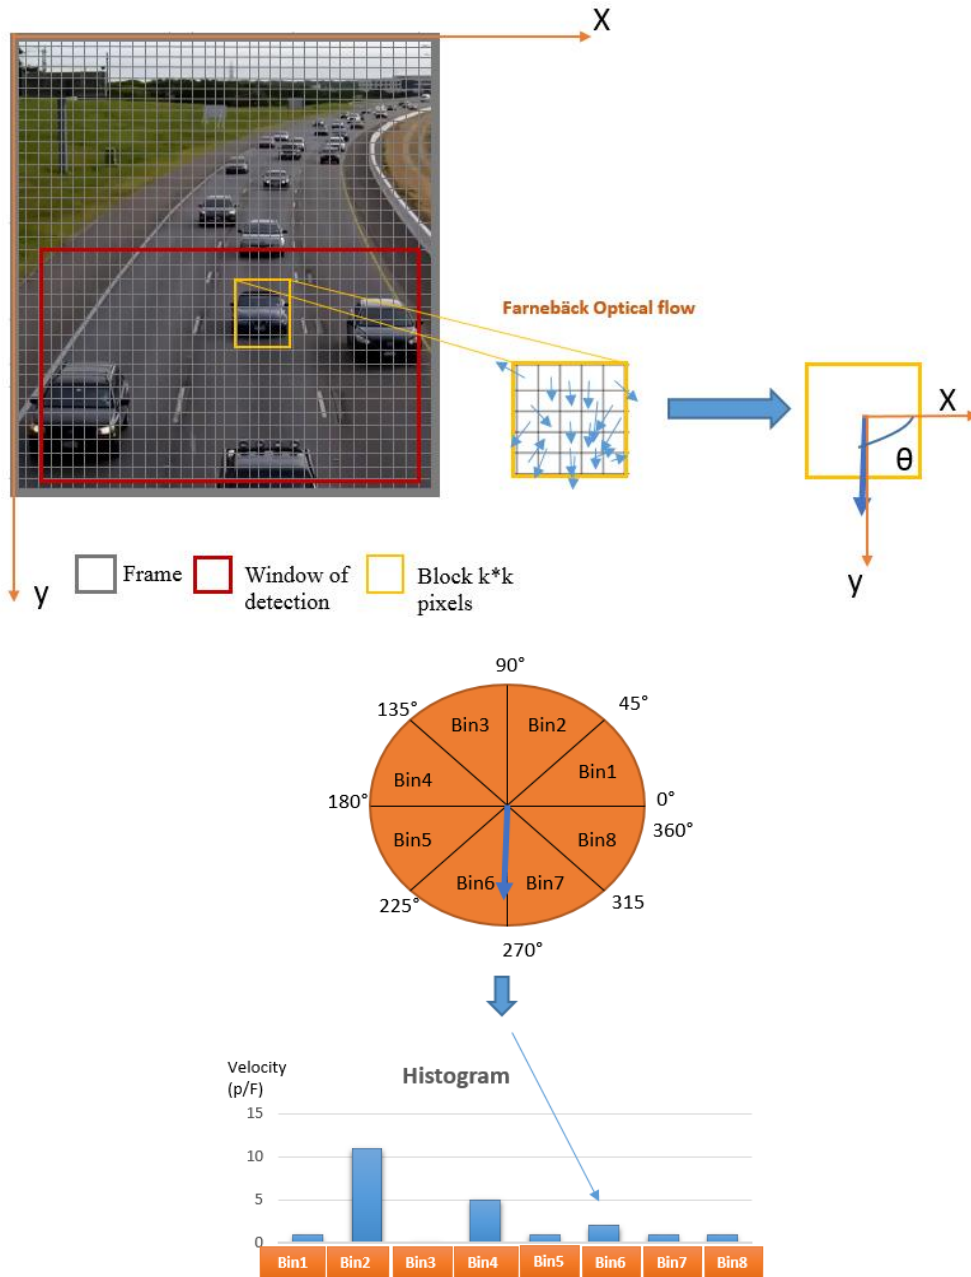 X
Farnebäck Optical flow
X
θ
y
y
Frame
Window of
detection
Block k*k
pixels
90°
135°
45°
Bin3
Bin2
Bin4
Bin1
180°
0°
360°
Bin5
Bin8
Bin6
Bin7
225°
315
270°
Velocity
(p/F)
Histogram
15
10
5
0
Bin1 Bin2 Bin3 Bin4 Bin5 Bin6 Bin7 Bin8